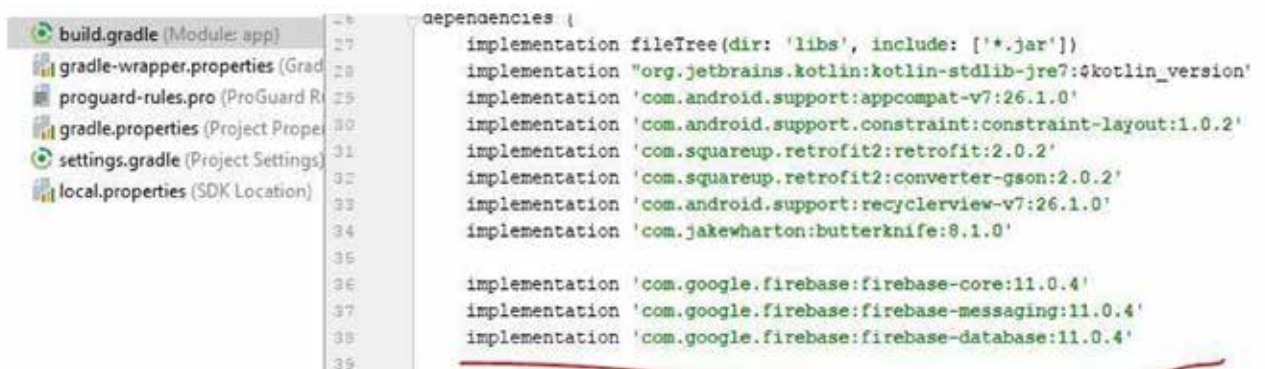 build.gradle (Module: app)
gradle-wrapper.properties (Grad
proguard-rules.pro (ProGuard R
gradle.properties (Project Proper
settings.gradle (Project Settings)
local.properties (SDK Location)
26 dependencies {
27 implementation fileTree(dir: 'libs', include: ['*.jar'])
28 implementation "org.jetbrains.kotlin:kotlin-stdlib-jre7:$kotlin_version"
29 implementation 'com.android.support:appcompat-v7:26.1.0'
30 implementation 'com.android.support.constraint:constraint-layout:1.0.2'
31 implementation 'com.squareup.retrofit2:retrofit:2.0.2'
32 implementation 'com.squareup.retrofit2:converter-gson:2.0.2'
33 implementation 'com.android.support:recyclerview-v7:26.1.0'
34 implementation 'com.jakewharton:butterknife:8.1.0'
35
36 implementation 'com.google.firebase:firebase-core:11.0.4'
37 implementation 'com.google.firebase:firebase-messaging:11.0.4'
38 implementation 'com.google.firebase:firebase-database:11.0.4'
39